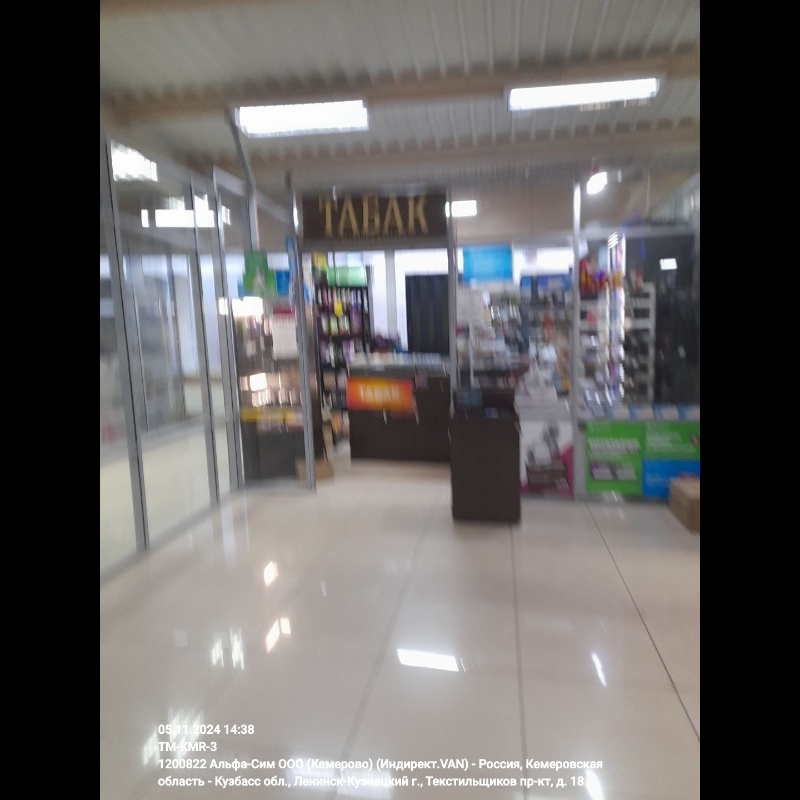 ТАБАК
ТАБАК
05.11.2024 14:38
TM-KMR-3
1200822 Альфа-Сим ООО (Кемерово) (Индирект.VAN) - Россия, Кемеровская
область - Кузбасс обл., Ленинск-Кузнецкий г., Текстильщиков пр-кт, д. 18